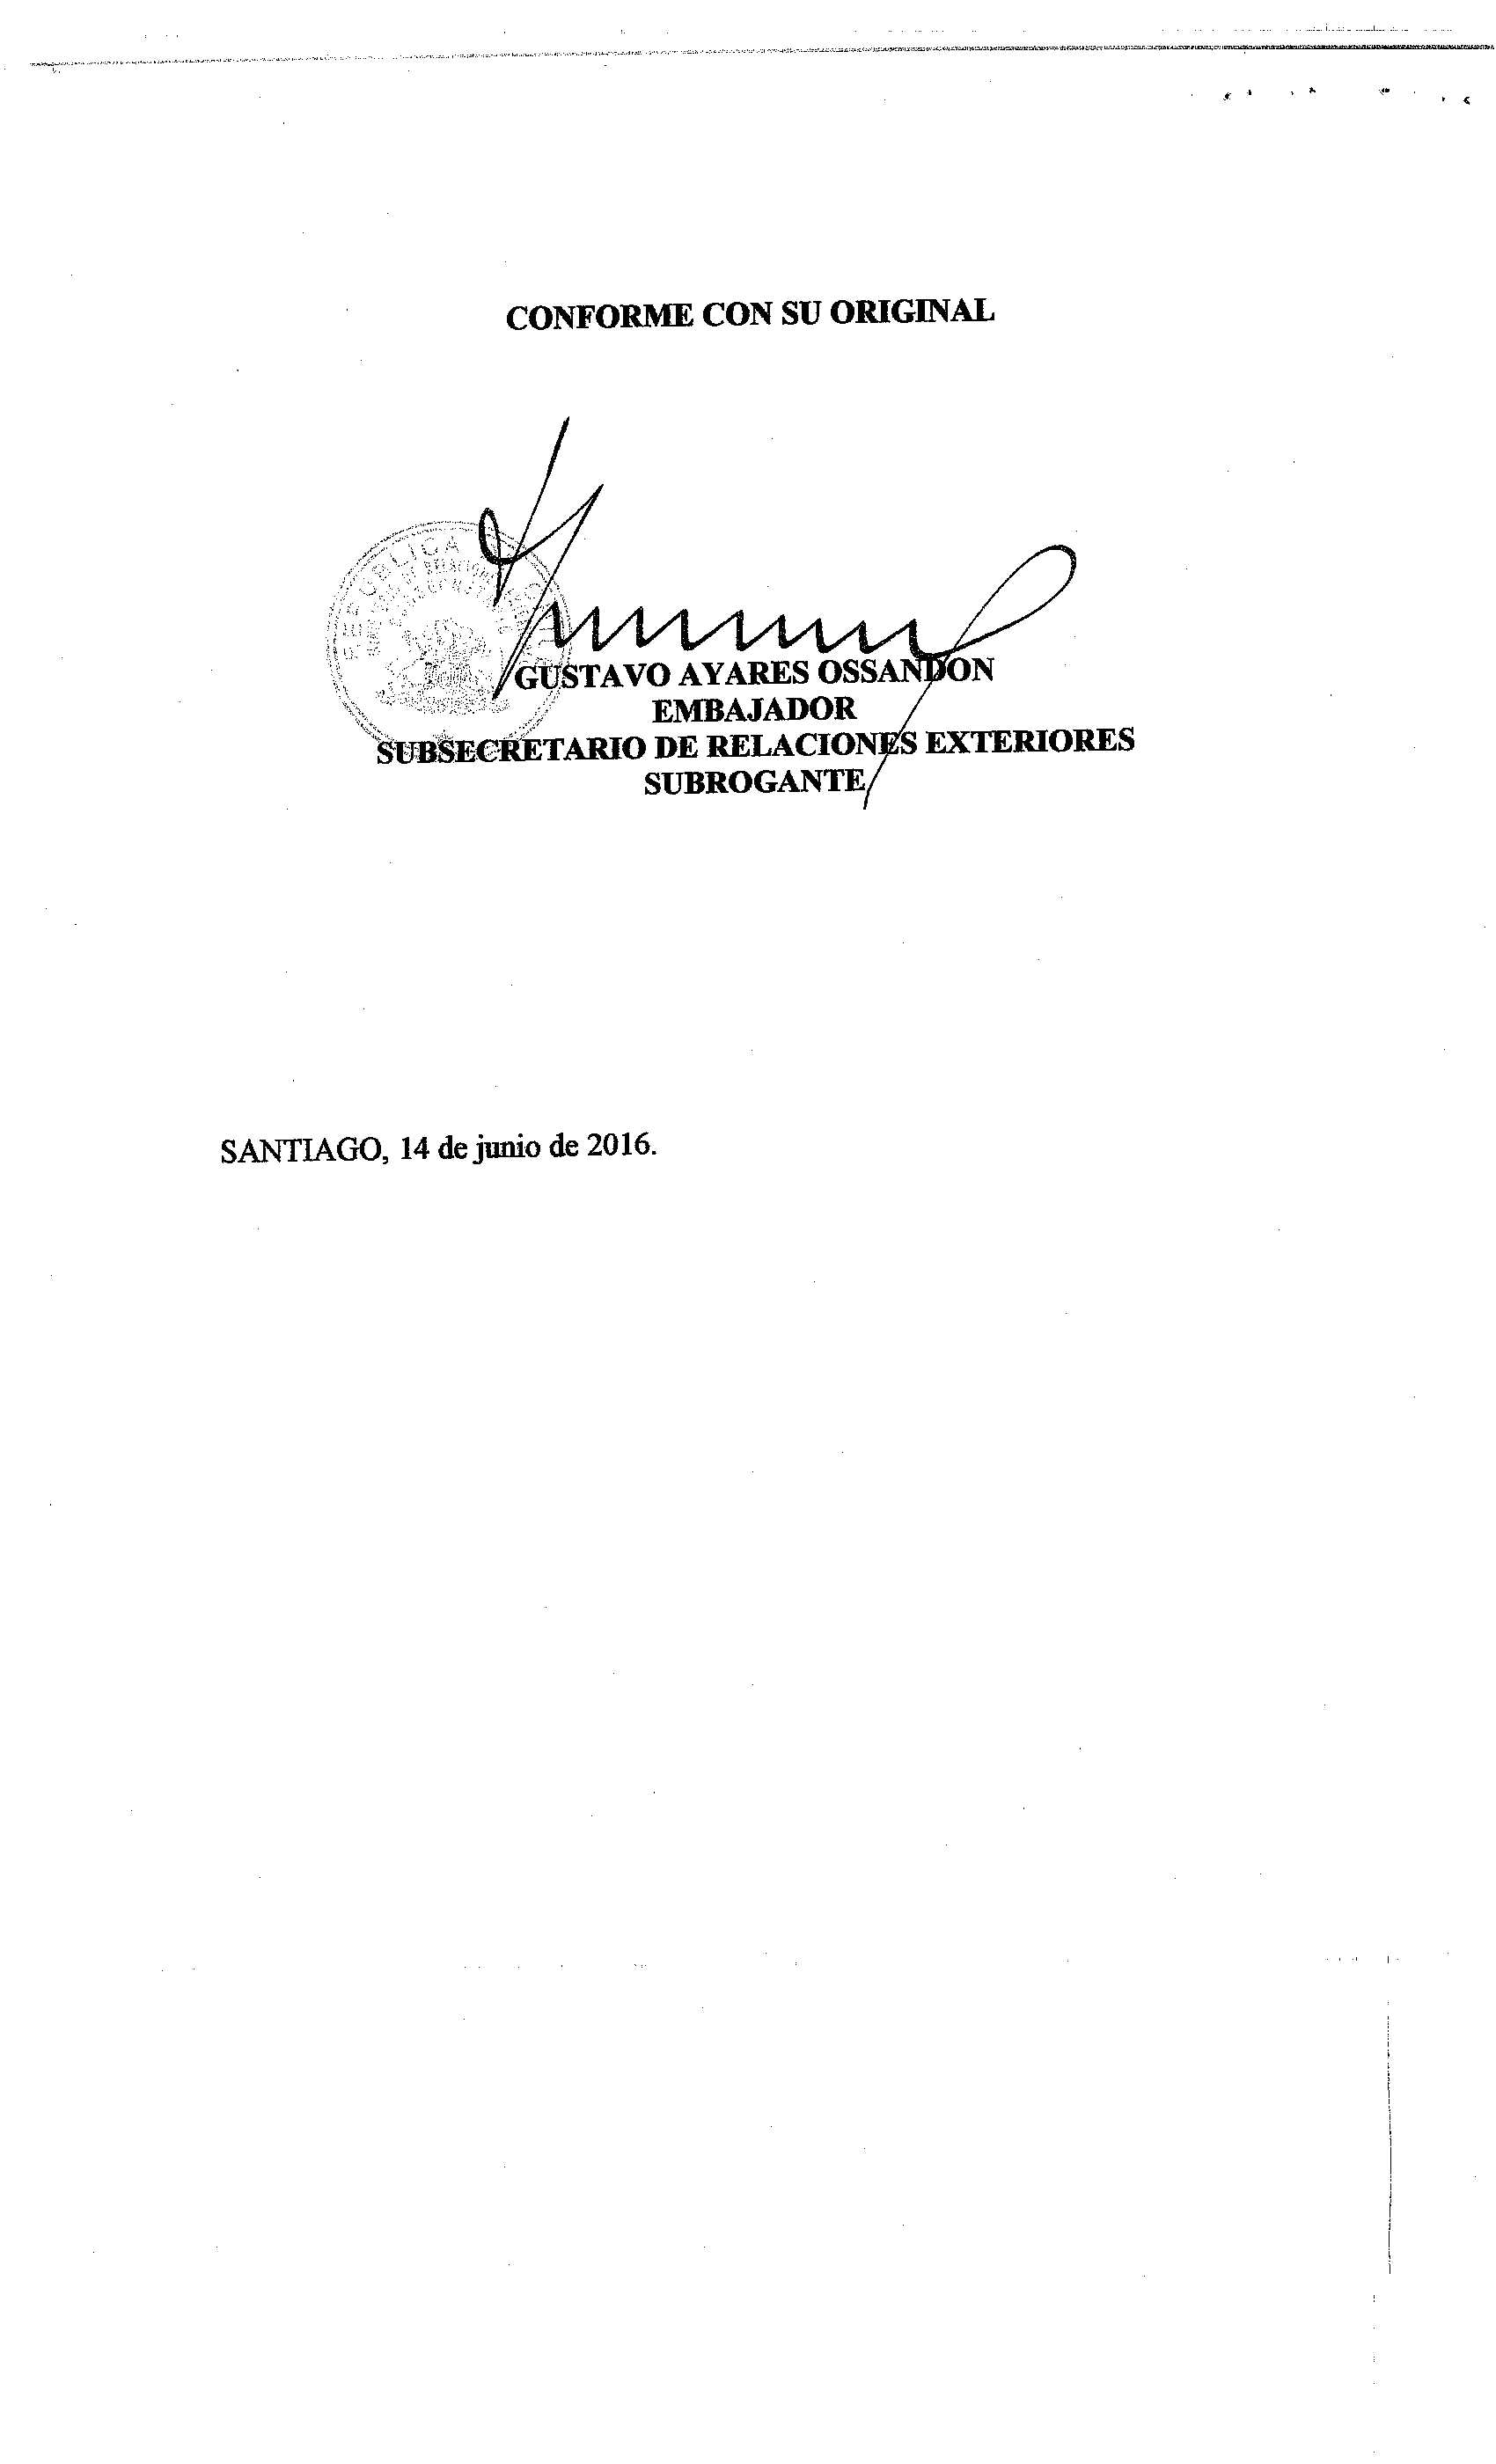 CONFORME CON SU ORIGINAL
GUSTAVO AYARES OSSANDON
EMBAJADOR
SUBSECRETARIO DE RELACIONES EXTERIORES
SUBROGANTE
SANTIAGO, 14 de junio de 2016.